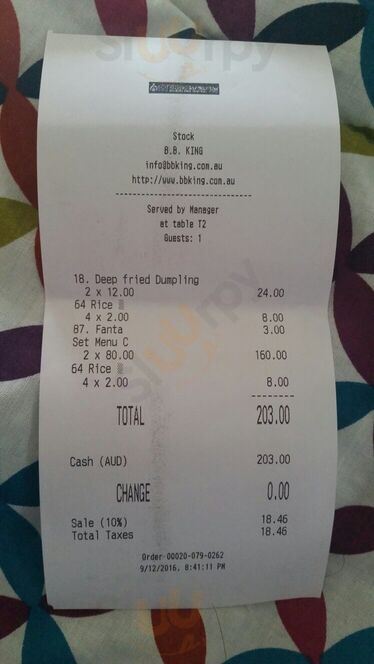 Sluurpy
Stock
B.B. KING
info@bbking.com.au
http://www.bbking.com.au
Served by Manager
at table T2
Guests: 1
18. Deep fried Dumpling
2 x 12.00 24.00
64 Rice
4 x 2.00 8.00
87. Fanta 3.00
Set Menu C
2 x 80.00 160.00
64 Rice
4 x 2.00 8.00
TOTAL 203.00
Cash (AUD) 203.00
CHANGE 0.00
Sale (10%) 18.46
Total Taxes 18.46
Order 00020-079-0262
9/12/2016, 8:41:11 PM